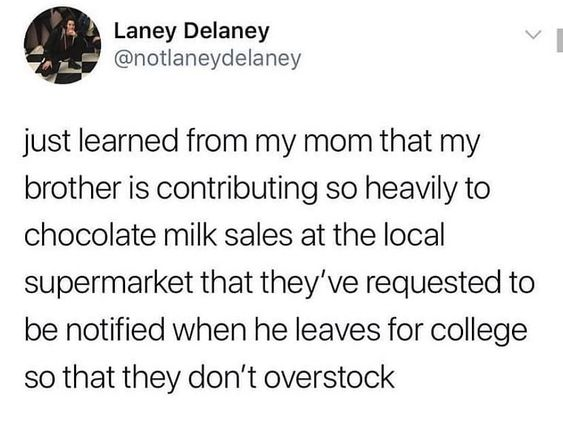 Laney Delaney
@notlaneydelaney
just learned from my mom that my
brother is contributing so heavily to
chocolate milk sales at the local
supermarket that they've requested to
be notified when he leaves for college
so that they don't overstock